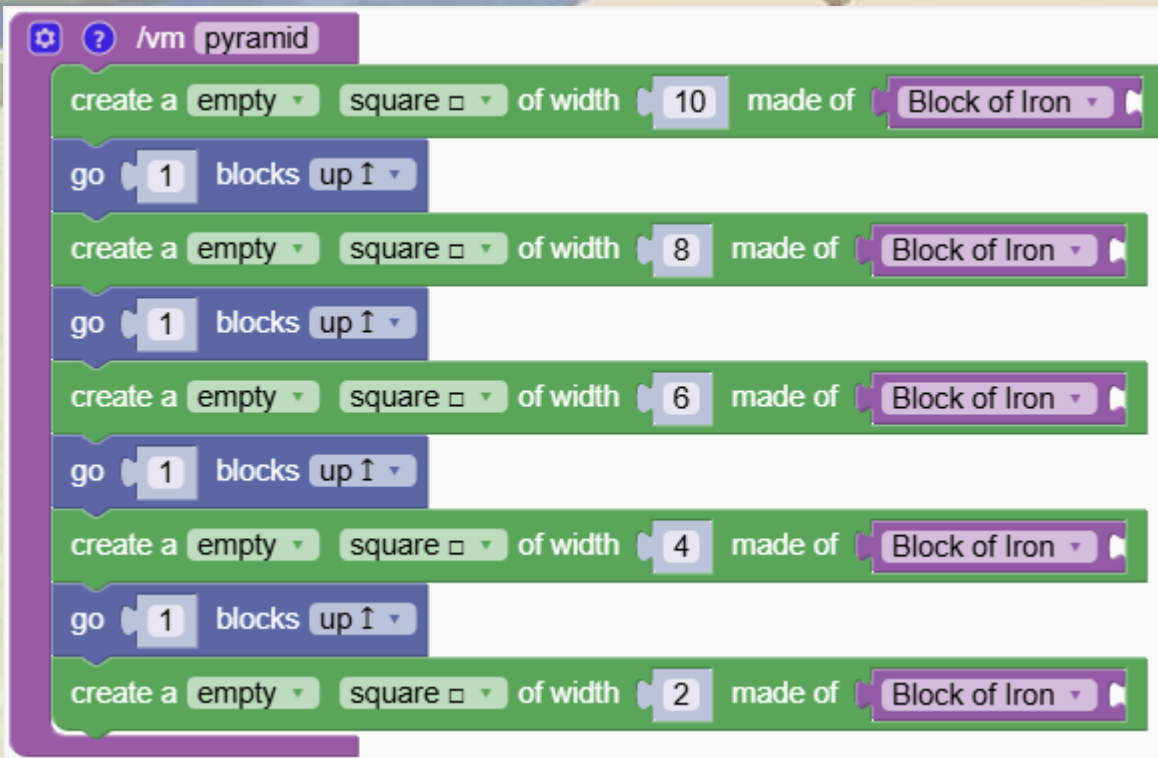 /vm pyramid
create a empty square □ of width 10 made of Block of Iron
go 1 blocks up ↥
create a empty square □ of width 8 made of Block of Iron
go 1 blocks up ↥
create a empty square □ of width 6 made of Block of Iron
go 1 blocks up ↥
create a empty square □ of width 4 made of Block of Iron
go 1 blocks up ↥
create a empty square □ of width 2 made of Block of Iron